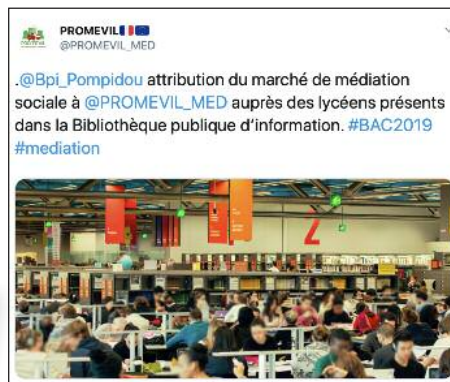 PROMEVIL🇫🇷🇪🇺
@PROMEVIL_MED
.@Bpi_Pompidou attribution du marché de médiation
sociale à @PROMEVIL_MED auprès des lycéens présents
dans la Bibliothèque publique d'information. #BAC2019
#mediation
2